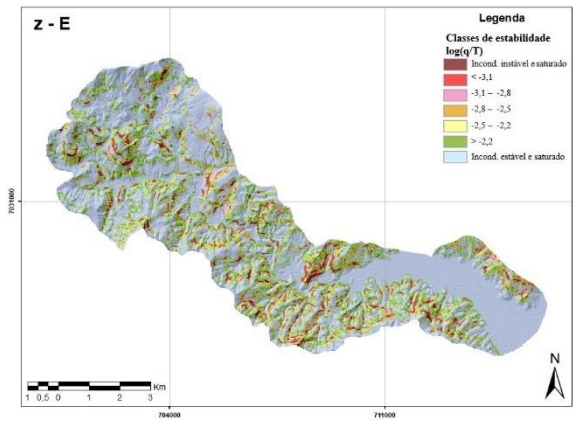 z - E
Legenda
Classes de estabilidade
log(q/T)
Incond. instável e saturado
< -3,1
-3,1 – -2,8
-2,8 – -2,5
-2,5 – -2,2
> -2,2
Incond. estável e saturado
7031000
N
Km
1 0,5 0 1 2 3
704000
711000